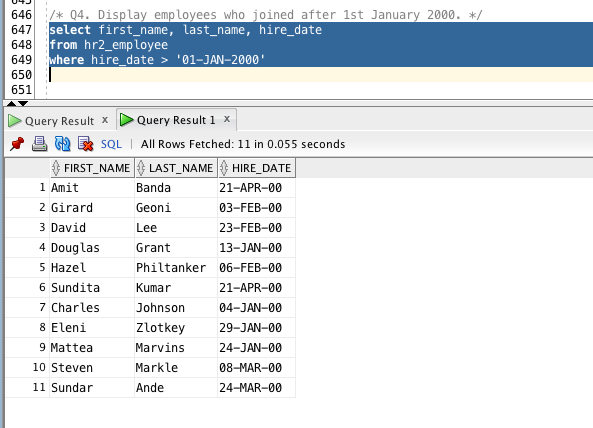 645
646 /* Q4. Display employees who joined after 1st January 2000. */
647 select first_name, last_name, hire_date
648 from hr2_employee
649 where hire_date > '01-JAN-2000'
650
651
Query Result x Query Result 1 x
SQL | All Rows Fetched: 11 in 0.055 seconds
FIRST_NAME LAST_NAME HIRE_DATE
1 Amit Banda 21-APR-00
2 Girard Geoni 03-FEB-00
3 David Lee 23-FEB-00
4 Douglas Grant 13-JAN-00
5 Hazel Philtanker 06-FEB-00
6 Sundita Kumar 21-APR-00
7 Charles Johnson 04-JAN-00
8 Eleni Zlotkey 29-JAN-00
9 Mattea Marvins 24-JAN-00
10 Steven Markle 08-MAR-00
11 Sundar Ande 24-MAR-00